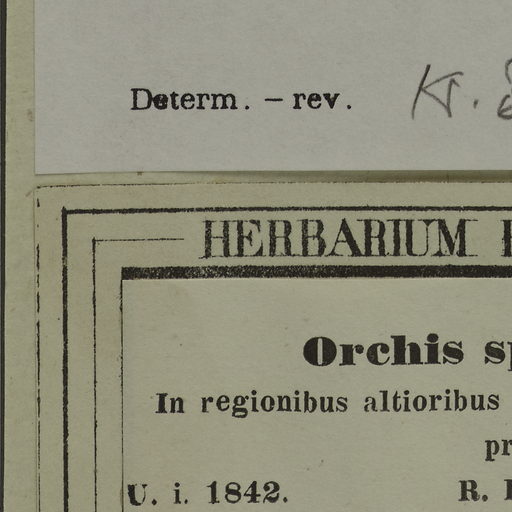 Determ. – rev.
HERBARIUM
Orchis
In regionibus altioribus
U. i. 1842. R.